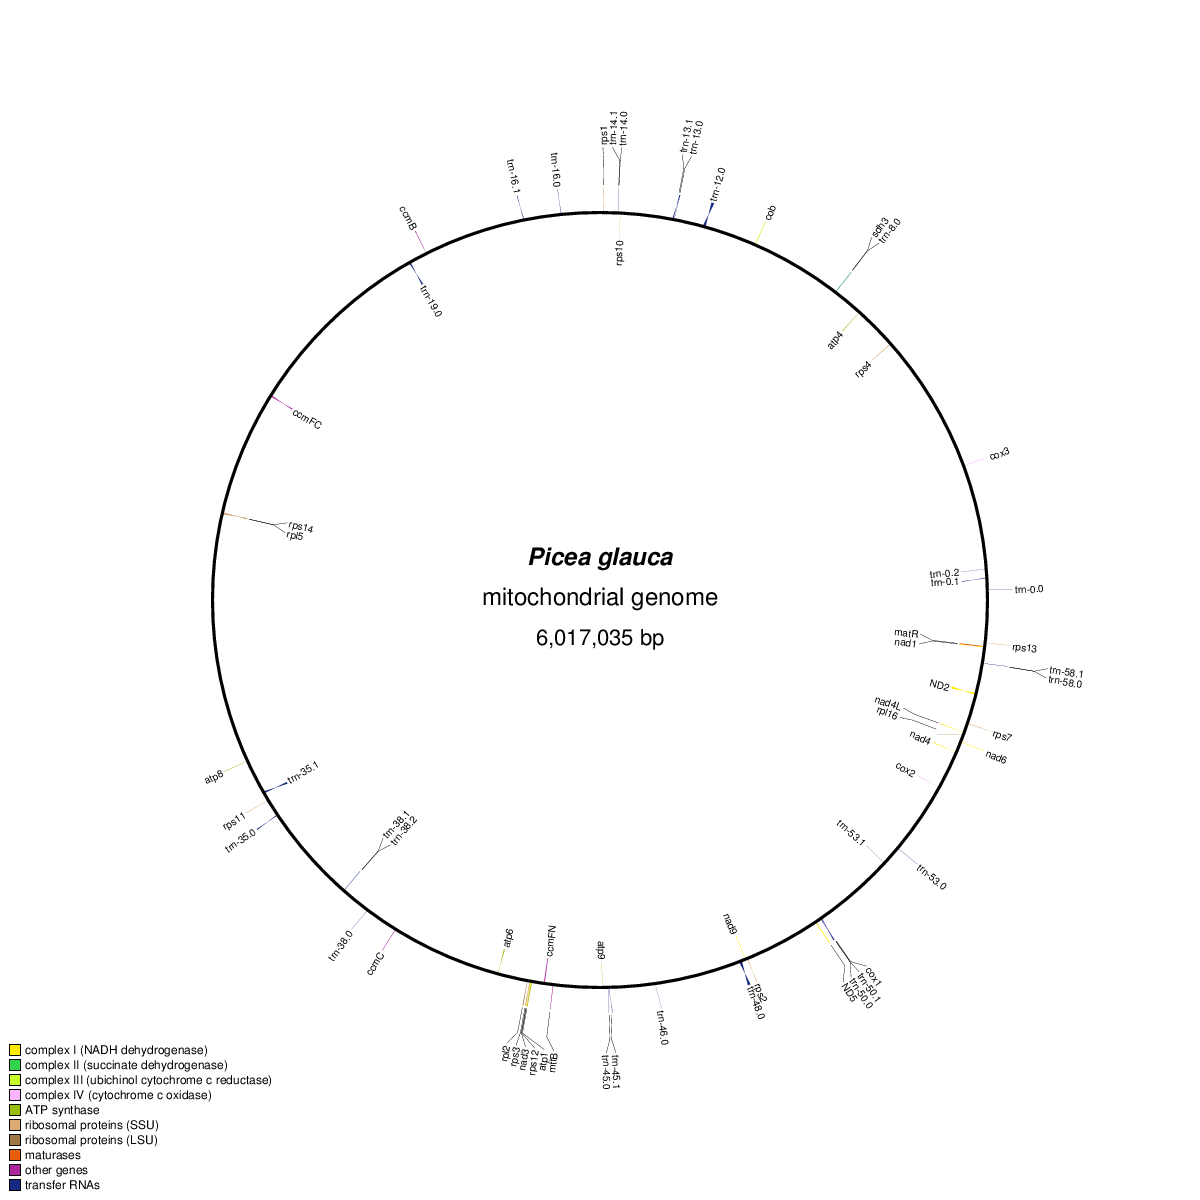 rps1
trn-14.1
trn-14.0
trn-13.1
trn-13.0
trn-12.0
cob
sdh3
trn-8.0
trn-16.0
trn-16.1
ccmB
rps10
trn-19.0
atp4
rps4
ccmFC
cox3
rps14
rpl5
Picea glauca
mitochondrial genome
6,017,035 bp
trn-0.2
trn-0.1
trn-0.0
matR
nad1
rps13
trn-58.1
trn-58.0
ND2
nad4L
rpl16
nad4
rps7
nad6
cox2
atp8
trn-35.1
rps11
trn-35.0
trn-38.1
trn-38.2
trn-53.1
trn-53.0
trn-38.0
ccmC
atp6
ccmFN
atp9
nad9
rps2
trn-48.0
cox1
trn-50.1
trn-50.0
ND5
rpl2
rps3
nad3
rps12
atp1
mttB
trn-45.0
trn-45.1
trn-46.0
complex I (NADH dehydrogenase)
complex II (succinate dehydrogenase)
complex III (ubichinol cytochrome c reductase)
complex IV (cytochrome c oxidase)
ATP synthase
ribosomal proteins (SSU)
ribosomal proteins (LSU)
maturases
other genes
transfer RNAs